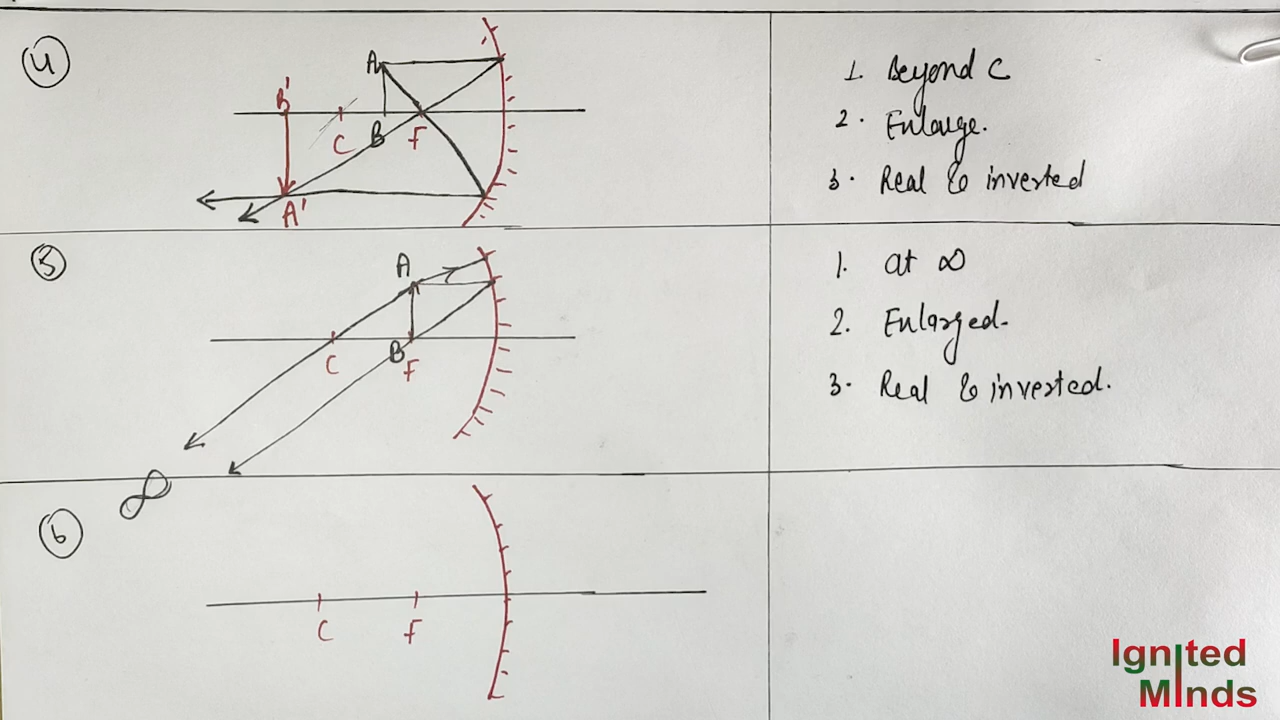 4
A
B'
C
B
F
A'
1. Beyond C
2. Enlarge.
3. Real & inverted
5
A
C
B
F
∞
1. at ∞
2. Enlarged.
3. Real & inverted.
6
C
F
Ignited
Minds